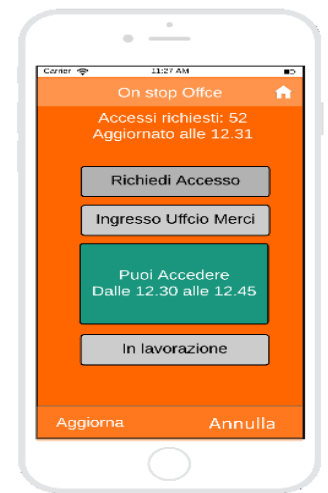 Carrier 11:27 AM
On stop Offce
Accessi richiesti: 52
Aggiornato alle 12.31
Richiedi Accesso
Ingresso Uffcio Merci
Puoi Accedere
Dalle 12.30 alle 12.45
In lavorazione
Aggiorna Annulla